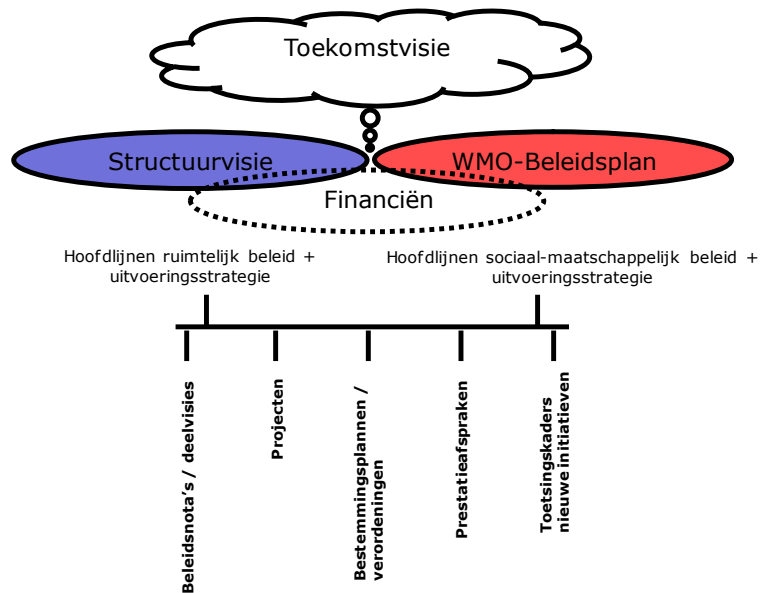 Toekomstvisie
Structuurvisie
WMO-Beleidsplan
Financiën
Hoofdlijnen ruimtelijk beleid +
uitvoeringsstrategie
Hoofdlijnen sociaal-maatschappelijk beleid +
uitvoeringsstrategie
Beleidsnota's / deelvisies
Projecten
Bestemmingsplannen /
verordeningen
Prestatieafspraken
Toetsingskaders
nieuwe initiatieven